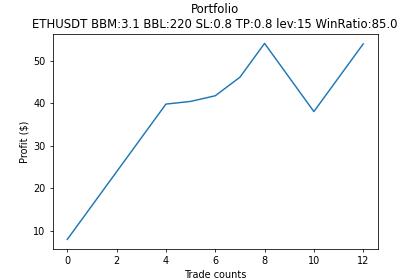 Portfolio
ETHUSDT BBM:3.1 BBL:220 SL:0.8 TP:0.8 lev:15 WinRatio:85.0
Profit ($)
50
40
30
20
10
0 2 4 6 8 10 12
Trade counts